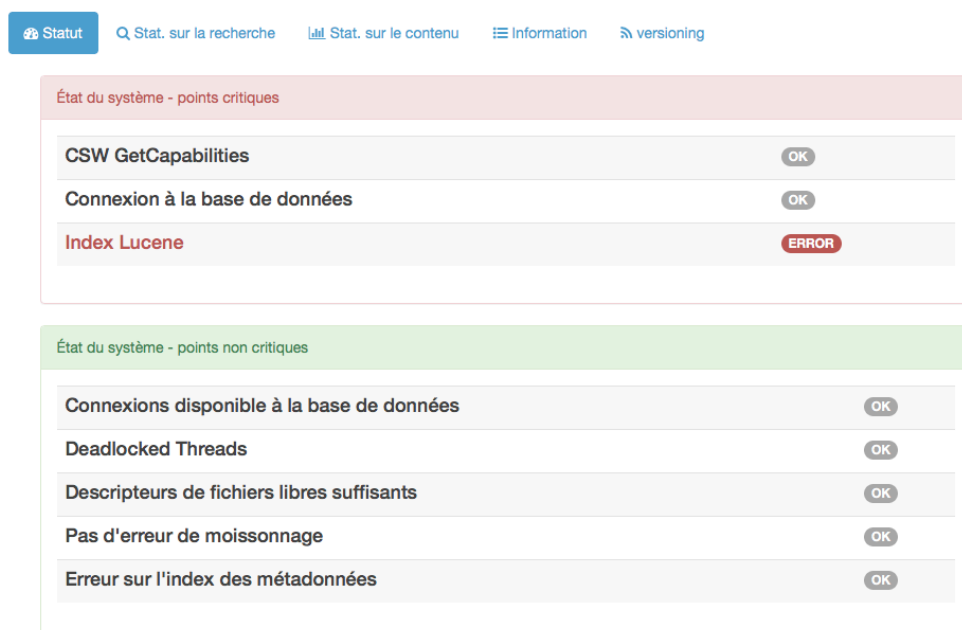 Statut Stat. sur la recherche Stat. sur le contenu Information versioning
État du système - points critiques
CSW GetCapabilities OK
Connexion à la base de données OK
Index Lucene ERROR
État du système - points non critiques
Connexions disponible à la base de données OK
Deadlocked Threads OK
Descripteurs de fichiers libres suffisants OK
Pas d'erreur de moissonnage OK
Erreur sur l'index des métadonnées OK